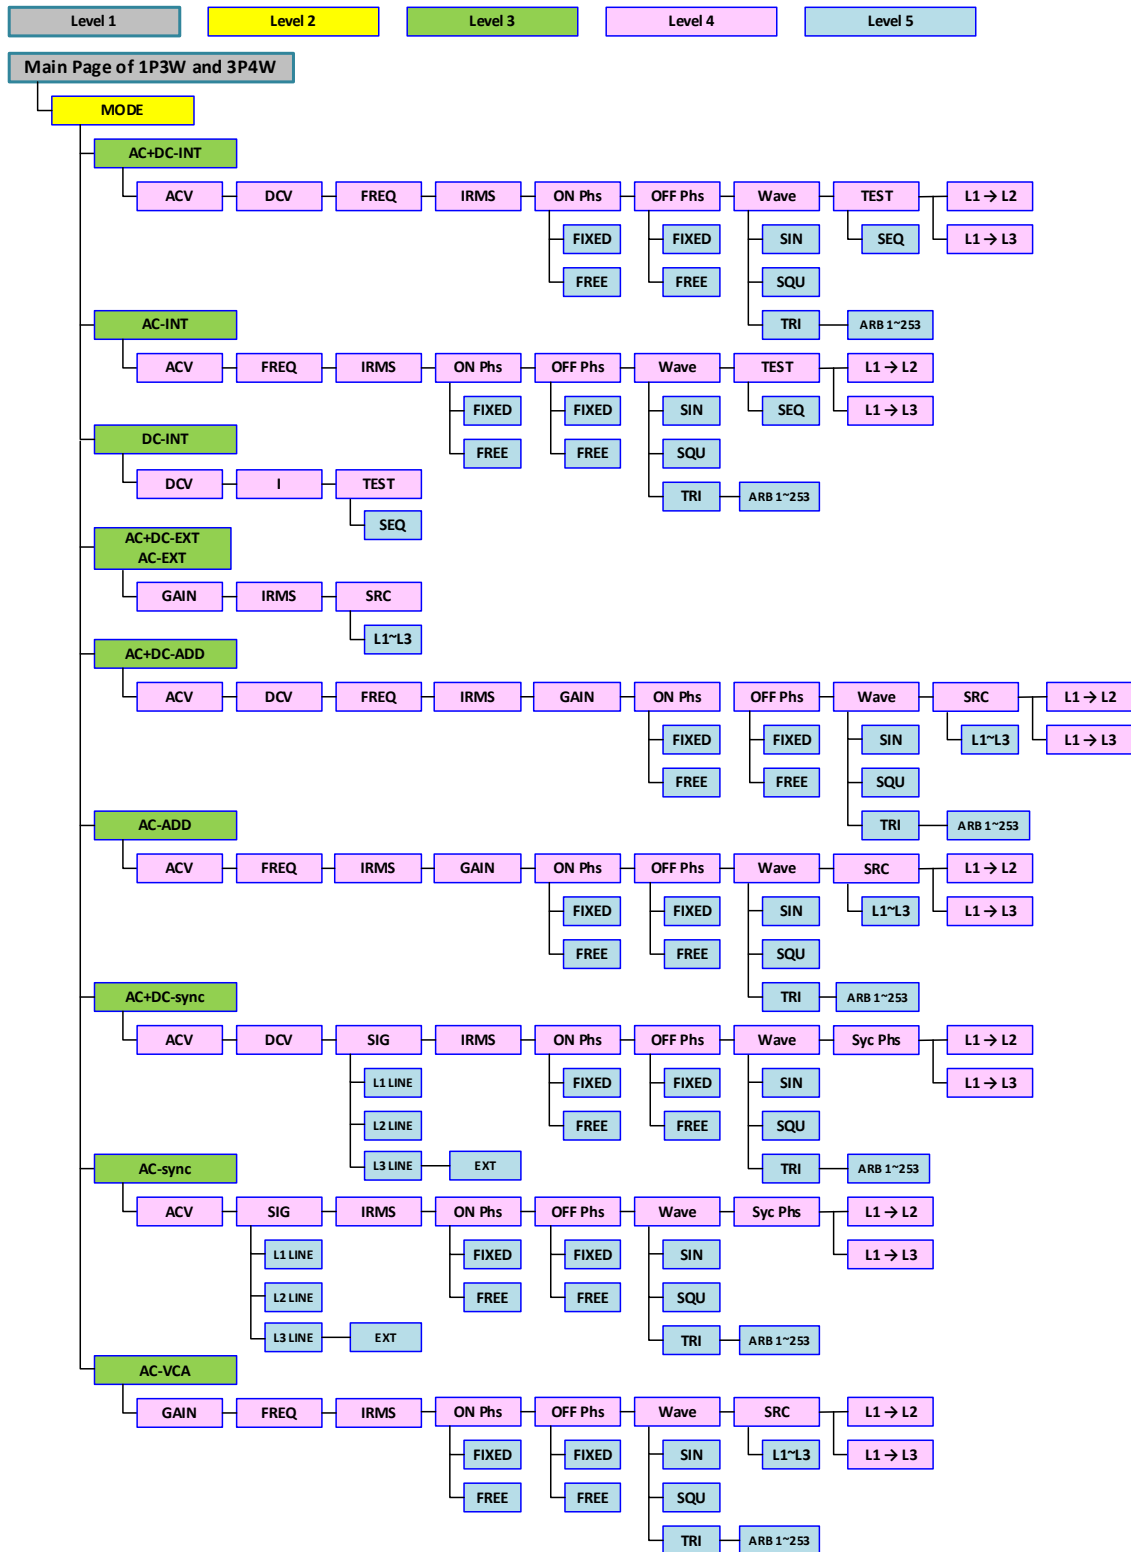 Level 1 Level 2 Level 3 Level 4 Level 5
Main Page of 1P3W and 3P4W
MODE
AC+DC-INT
ACV DCV FREQ IRMS ON Phs OFF Phs Wave TEST L1 → L2
FIXED FIXED SIN SEQ L1 → L3
FREE FREE SQU
AC-INT TRI ARB 1~253
ACV FREQ IRMS ON Phs OFF Phs Wave TEST L1 → L2
FIXED FIXED SIN SEQ L1 → L3
DC-INT FREE FREE SQU
DCV I TEST TRI ARB 1~253
SEQ
AC+DC-EXT
AC-EXT
GAIN IRMS SRC
L1~L3
AC+DC-ADD
ACV DCV FREQ IRMS GAIN ON Phs OFF Phs Wave SRC L1 → L2
FIXED FIXED SIN L1~L3 L1 → L3
FREE FREE SQU
AC-ADD TRI ARB 1~253
ACV FREQ IRMS GAIN ON Phs OFF Phs Wave SRC L1 → L2
FIXED FIXED SIN L1~L3 L1 → L3
FREE FREE SQU
AC+DC-sync TRI ARB 1~253
ACV DCV SIG IRMS ON Phs OFF Phs Wave Syc Phs L1 → L2
L1 LINE FIXED FIXED SIN L1 → L3
L2 LINE FREE FREE SQU
AC-sync L3 LINE EXT TRI ARB 1~253
ACV SIG IRMS ON Phs OFF Phs Wave Syc Phs L1 → L2
L1 LINE FIXED FIXED SIN L1 → L3
L2 LINE FREE FREE SQU
L3 LINE EXT TRI ARB 1~253
AC-VCA
GAIN FREQ IRMS ON Phs OFF Phs Wave SRC L1 → L2
FIXED FIXED SIN L1~L3 L1 → L3
FREE FREE SQU
TRI ARB 1~253